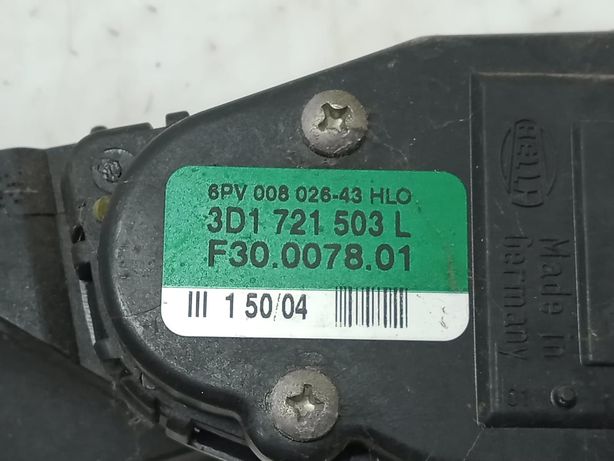 6PV 008 026-43 HLO
3D1 721 503 L
F30.0078.01
III 1 50/04
HELLA
Made in
Germany